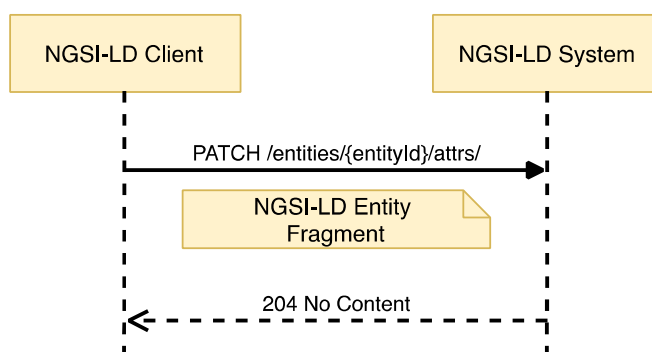 NGSI-LD Client
NGSI-LD System
PATCH /entities/{entityId}/attrs/
NGSI-LD Entity
Fragment
204 No Content